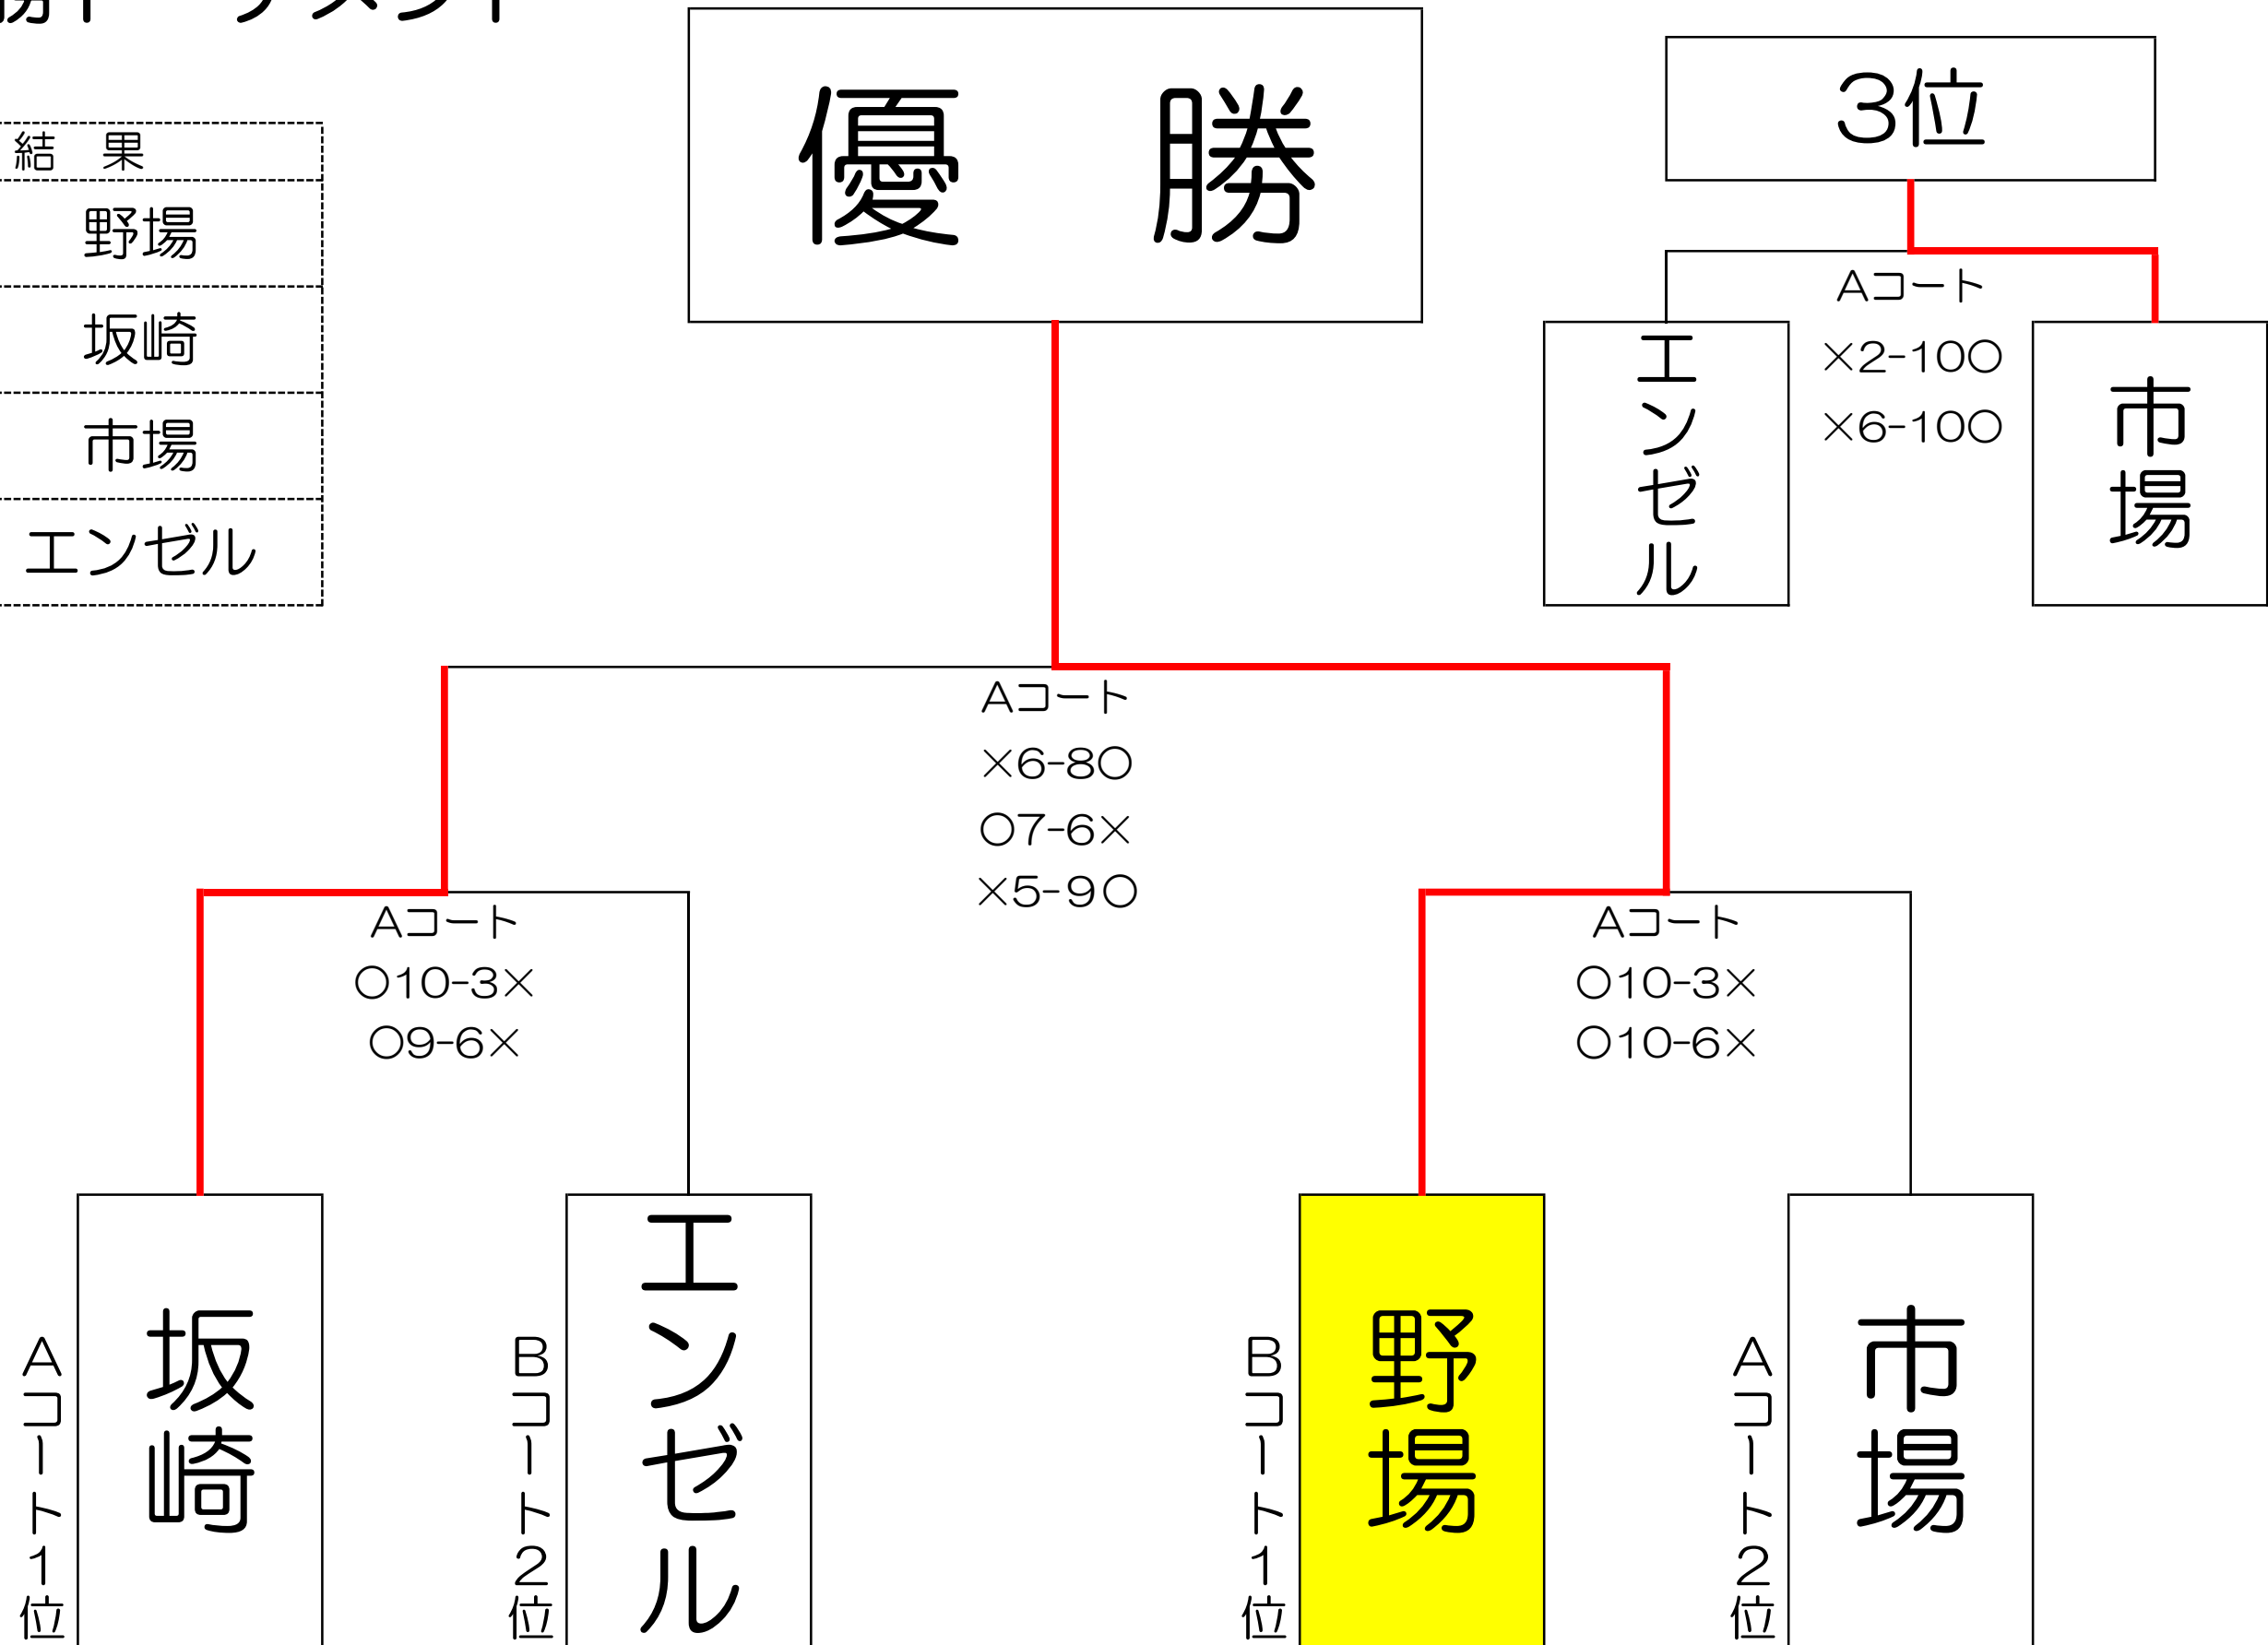 優 勝
3位
結果
野場
坂崎
市場
エンゼル
Aコート
×2-10○
×6-10○
エンゼル
市場
Aコート
×6-8○
○7-6×
×5-9○
Aコート
○10-3×
○9-6×
Aコート
○10-3×
○10-6×
Aコート1位
坂崎
Bコート2位
エンゼル
Bコート1位
野場
Aコート2位
市場